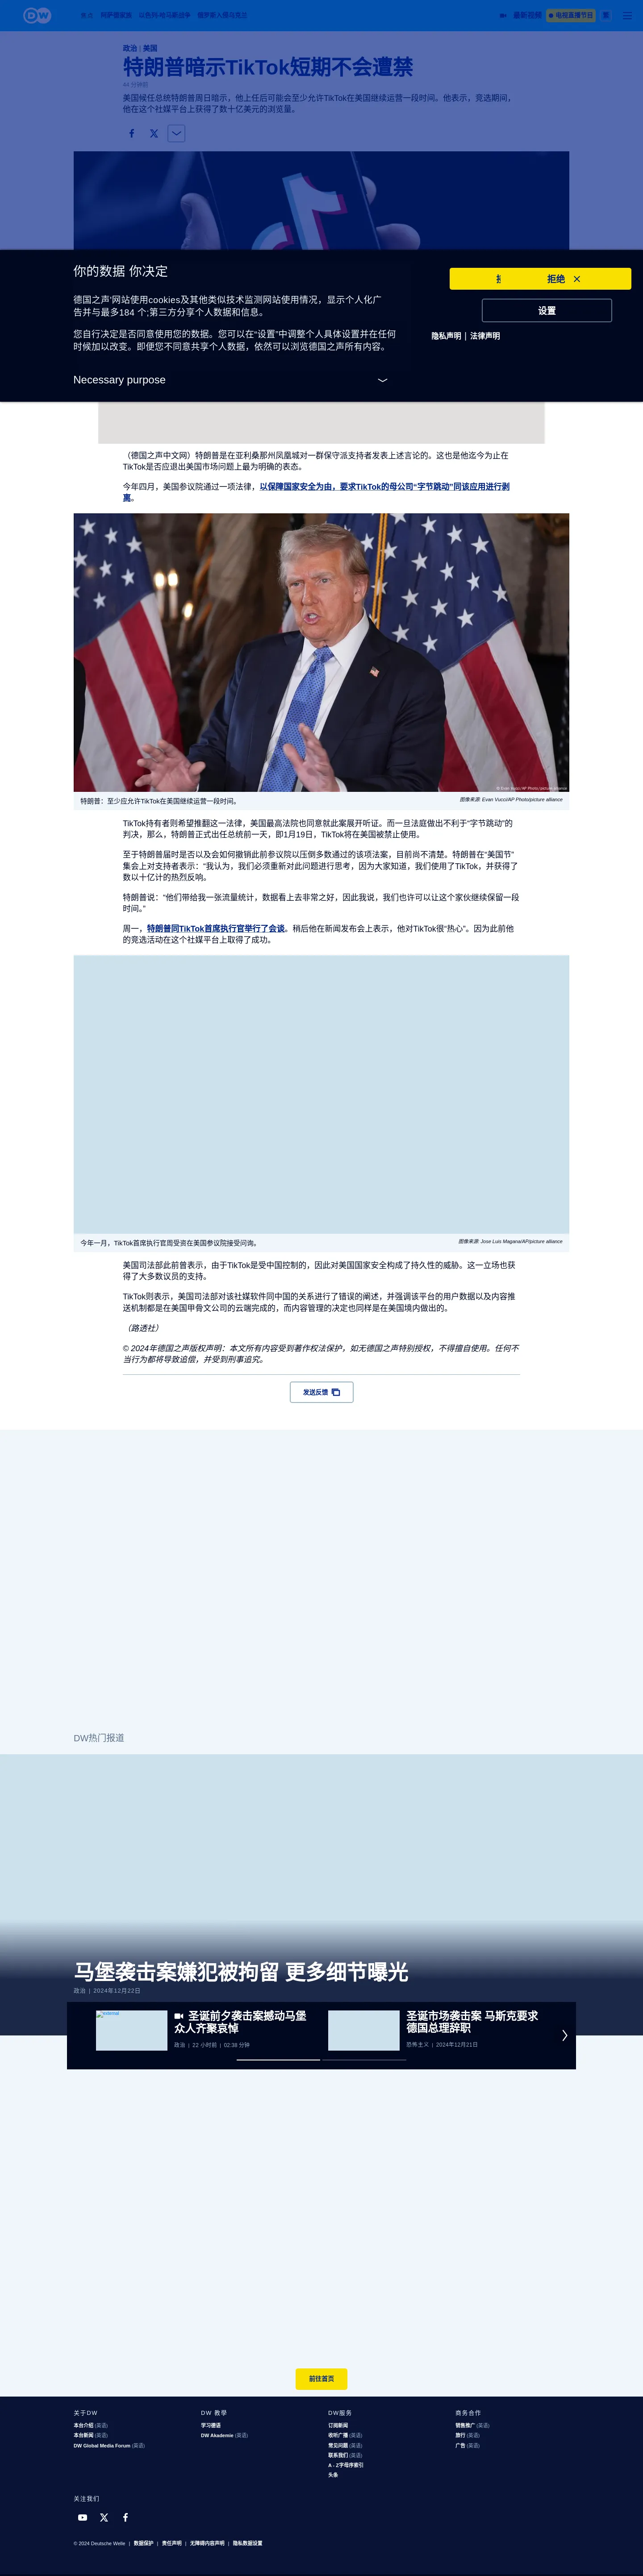 DW
焦点 阿萨德家族 以色列-哈马斯战争 俄罗斯入侵乌克兰
最新视频 电视直播节目 繁
政治 | 美国
特朗普暗示TikTok短期不会遭禁
44 分钟前
美国候任总统特朗普周日暗示，他上任后可能会至少允许TikTok在美国继续运营一段时间。他表示，竞选期间，
他在这个社媒平台上获得了数十亿美元的浏览量。
你的数据 你决定
拒绝
德国之声'网站使用cookies及其他类似技术监测网站使用情况，显示个人化广
告并与最多184 个;第三方分享个人数据和信息。
设置
您自行决定是否同意使用您的数据。您可以在“设置”中调整个人具体设置并在任何
时候加以改变。即便您不同意共享个人数据，依然可以浏览德国之声所有内容。
隐私声明 | 法律声明
Necessary purpose
（德国之声中文网）特朗普是在亚利桑那州凤凰城对一群保守派支持者发表上述言论的。这也是他迄今为止在
TikTok是否应退出美国市场问题上最为明确的表态。
今年四月，美国参议院通过一项法律，以保障国家安全为由，要求TikTok的母公司“字节跳动”同该应用进行剥
离。
© Evan Vucci/AP Photo/picture alliance
特朗普：至少应允许TikTok在美国继续运营一段时间。
图像来源: Evan Vucci/AP Photo/picture alliance
TikTok持有者则希望推翻这一法律，美国最高法院也同意就此案展开听证。而一旦法庭做出不利于“字节跳动”的
判决，那么，特朗普正式出任总统前一天，即1月19日，TikTok将在美国被禁止使用。
至于特朗普届时是否以及会如何撤销此前参议院以压倒多数通过的该项法案，目前尚不清楚。特朗普在“美国节”
集会上对支持者表示：“我认为，我们必须重新对此问题进行思考，因为大家知道，我们使用了TikTok，并获得了
数以十亿计的热烈反响。
特朗普说：“他们带给我一张流量统计，数据看上去非常之好，因此我说，我们也许可以让这个家伙继续保留一段
时间。”
周一，特朗普同TikTok首席执行官举行了会谈。稍后他在新闻发布会上表示，他对TikTok很“热心”。因为此前他
的竞选活动在这个社媒平台上取得了成功。
今年一月，TikTok首席执行官周受资在美国参议院接受问询。
图像来源: Jose Luis Magana/AP/picture alliance
美国司法部此前曾表示，由于TikTok是受中国控制的，因此对美国国家安全构成了持久性的威胁。这一立场也获
得了大多数议员的支持。
TikTok则表示，美国司法部对该社媒软件同中国的关系进行了错误的阐述，并强调该平台的用户数据以及内容推
送机制都是在美国甲骨文公司的云端完成的，而内容管理的决定也同样是在美国境内做出的。
（路透社）
© 2024年德国之声版权声明：本文所有内容受到著作权法保护，如无德国之声特别授权，不得擅自使用。任何不
当行为都将导致追偿，并受到刑事追究。
发送反馈
DW热门报道
马堡袭击案嫌犯被拘留 更多细节曝光
政治 | 2024年12月22日
external
圣诞前夕袭击案撼动马堡
众人齐聚哀悼
政治 | 22 小时前 | 02:38 分钟
圣诞市场袭击案 马斯克要求
德国总理辞职
恐怖主义 | 2024年12月21日
前往首页
关于DW
本台介绍 (英语)
本台新闻 (英语)
DW Global Media Forum (英语)
DW 教學
学习德语
DW Akademie (英语)
DW服务
订阅新闻
收听广播 (英语)
常见问题 (英语)
联系我们 (英语)
A - Z字母序索引
头条
商务合作
销售推广 (英语)
旅行 (英语)
广告 (英语)
关注我们
© 2024 Deutsche Welle | 数据保护 | 责任声明 | 无障碍内容声明 | 隐私数据设置